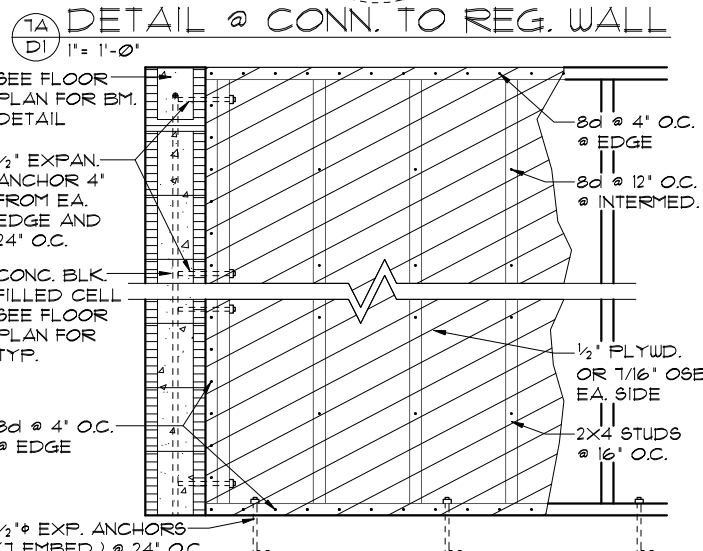 7A
D1
DETAIL @ CONN. TO REG. WALL
1"= 1'-0"
SEE FLOOR
PLAN FOR BM.
DETAIL
1/2" EXPAN.
ANCHOR 4"
FROM EA.
EDGE AND
24" O.C.
CONC. BLK.
FILLED CELL
SEE FLOOR
PLAN FOR
TYP.
8d @ 4" O.C.
@ EDGE
1/2"ϕ EXP. ANCHORS
(7 EMBED.) @ 24" O.C.
8d @ 4" O.C.
@ EDGE
8d @ 12" O.C.
@ INTERMED.
1/2" PLYWD.
OR 7/16" OSB
EA. SIDE
2X4 STUDS
@ 16" O.C.